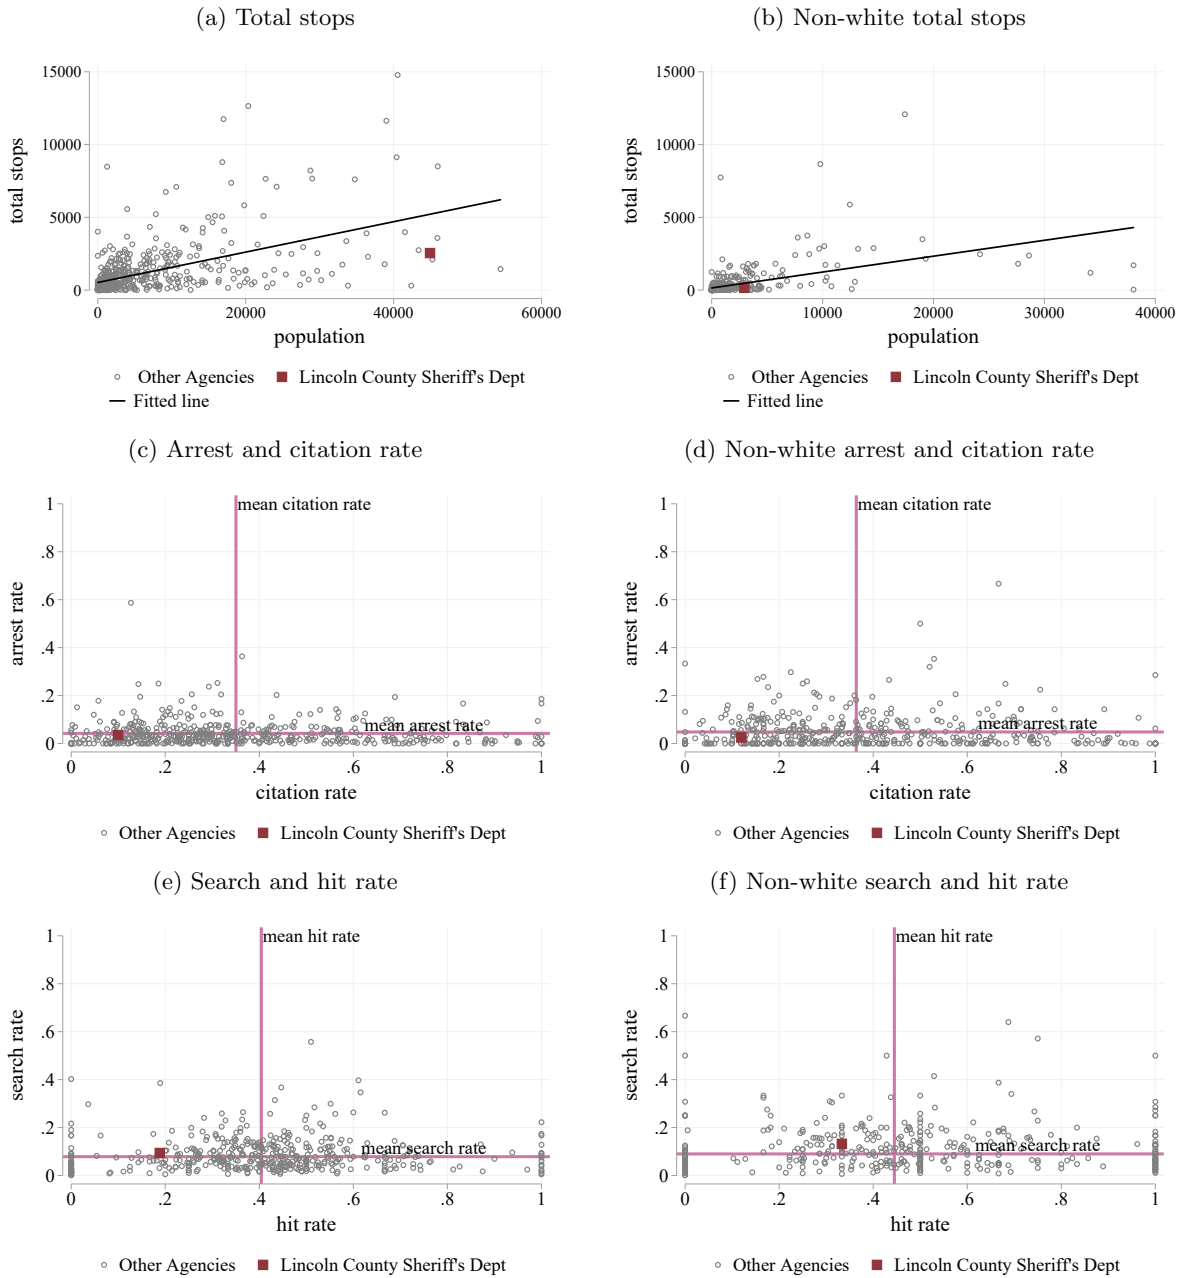 (a) Total stops
(b) Non-white total stops
15000
10000
5000
0
total stops
0 20000 40000 60000
population
Other Agencies Lincoln County Sheriff's Dept
Fitted line
15000
10000
5000
0
total stops
0 10000 20000 30000 40000
population
Other Agencies Lincoln County Sheriff's Dept
Fitted line
(c) Arrest and citation rate
(d) Non-white arrest and citation rate
1
.8
.6
.4
.2
0
arrest rate
mean citation rate
mean arrest rate
0 .2 .4 .6 .8 1
citation rate
Other Agencies Lincoln County Sheriff's Dept
1
.8
.6
.4
.2
0
arrest rate
mean citation rate
mean arrest rate
0 .2 .4 .6 .8 1
citation rate
Other Agencies Lincoln County Sheriff's Dept
(e) Search and hit rate
(f) Non-white search and hit rate
1
.8
.6
.4
.2
0
search rate
mean hit rate
mean search rate
0 .2 .4 .6 .8 1
hit rate
Other Agencies Lincoln County Sheriff's Dept
1
.8
.6
.4
.2
0
search rate
mean hit rate
mean search rate
0 .2 .4 .6 .8 1
hit rate
Other Agencies Lincoln County Sheriff's Dept